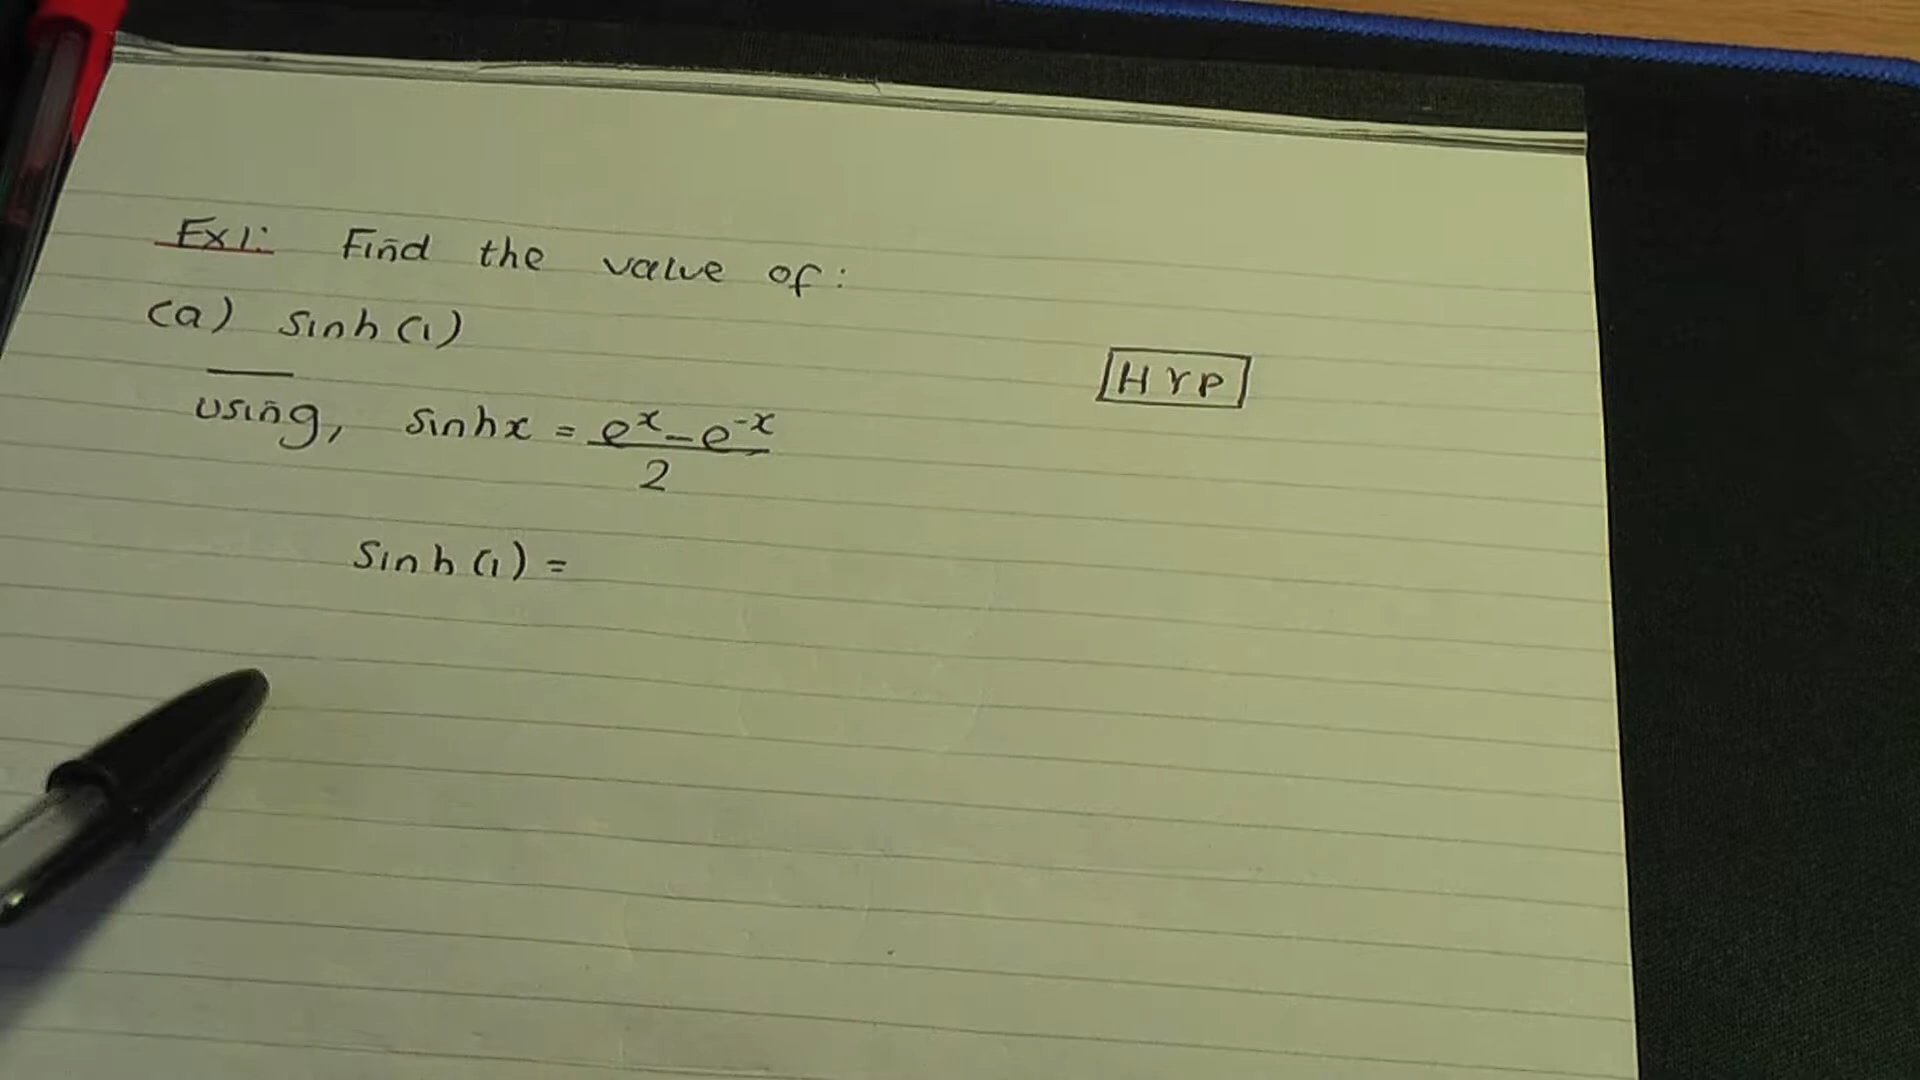 Ex1: Find the value of:
(a) sinh(1)
HYP
using, sinhx = e^x - e^-x / 2
sinh(1) =